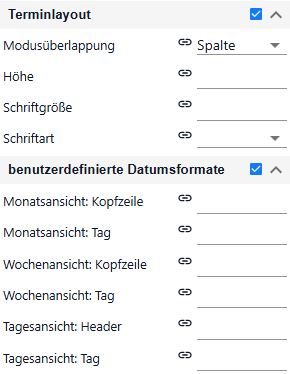 Terminlayout
Modusüberlappung Spalte
Höhe
Schriftgröße
Schriftart
benutzerdefinierte Datumsformate
Monatsansicht: Kopfzeile
Monatsansicht: Tag
Wochenansicht: Kopfzeile
Wochenansicht: Tag
Tagesansicht: Header
Tagesansicht: Tag